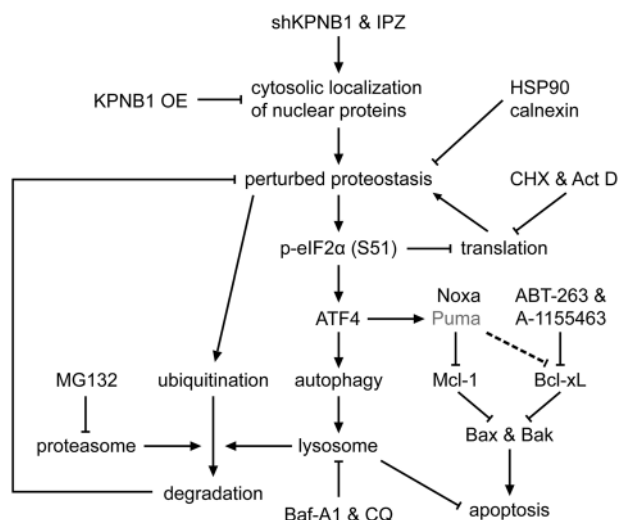 shKPNB1 & IPZ
KPNB1 OE
cytosolic localization
of nuclear proteins
HSP90
calnexin
perturbed proteostasis
CHX & Act D
p-eIF2α (S51)
translation
ATF4
Noxa
Puma
ABT-263 &
A-1155463
MG132
ubiquitination
autophagy
Mcl-1
Bcl-xL
proteasome
lysosome
Bax & Bak
degradation
Baf-A1 & CQ
apoptosis